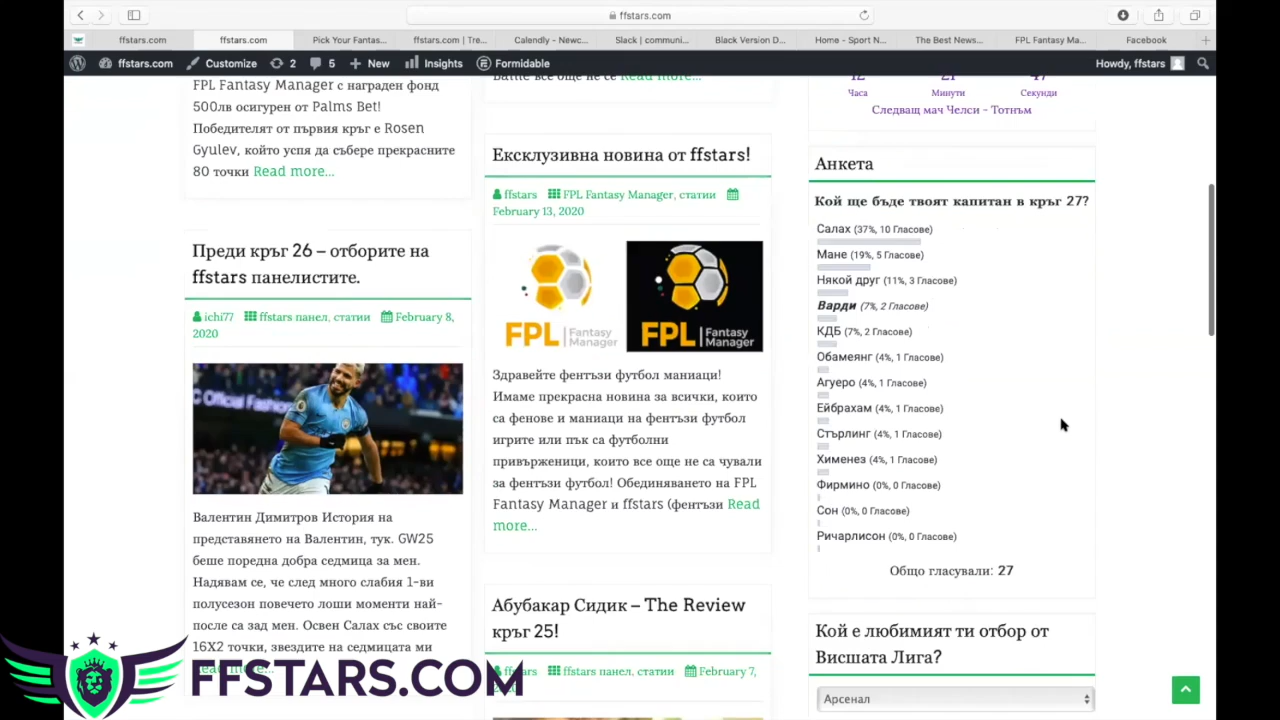 ffstars.com
ffstars.com
ffstars.com
Pick Your Fantas...
ffstars.com | Tre...
Calendly - Newc...
Slack | communi...
Black Version D...
Home - Sport N...
The Best News...
FPL Fantasy Ma...
Facebook
ffstars.com
Customize
2
5
New
Insights
Formidable
Howdy, ffstars
FPL Fantasy Manager с награден фонд
500лв осигурен от Palms Bet!
Победителят от първия кръг е Rosen
Gyulev, който успя да събере прекрасните
80 точки Read more...
Преди кръг 26 – отборите на
ffstars панелистите.
ichi77 ffstars панел, статии February 8,
2020
Валентин Димитров История на
представянето на Валентин, тук. GW25
беше поредна добра седмица за мен.
Надявам се, че след много слабия 1-ви
полусезон повечето лоши моменти най-
после са зад мен. Освен Салах със своите
16X2 точки, звездите на седмицата ми
FFSTARS.COM
все още не се Read more...
Ексклузивна новина от ffstars!
ffstars FPL Fantasy Manager, статии
February 13, 2020
FPL Fantasy Manager
FPL Fantasy Manager
Здравейте фентъзи футбол маниаци!
Имаме прекрасна новина за всички, които
са фенове и маниаци на фентъзи футбол
игрите или пък са футболни
привърженици, които все още не са чували
за фентъзи футбол! Обединяването на FPL
Fantasy Manager и ffstars (фентъзи Read
more...
Абубакар Сидик – The Review
кръг 25!
ffstars панел, статии February 7,
12 21 47
Часа Минути Секунди
Следващ мач Челси - Тотнъм
Анкета
Кой ще бъде твоят капитан в кръг 27?
Салах (37%, 10 Гласове)
Мане (19%, 5 Гласове)
Някой друг (11%, 3 Гласове)
Варди (7%, 2 Гласове)
КДБ (7%, 2 Гласове)
Обамеянг (4%, 1 Гласове)
Агуеро (4%, 1 Гласове)
Ейбрахам (4%, 1 Гласове)
Стърлинг (4%, 1 Гласове)
Хименез (4%, 1 Гласове)
Фирмино (0%, 0 Гласове)
Сон (0%, 0 Гласове)
Ричарлисон (0%, 0 Гласове)
Общо гласували: 27
Кой е любимият ти отбор от
Висшата Лига?
Арсенал